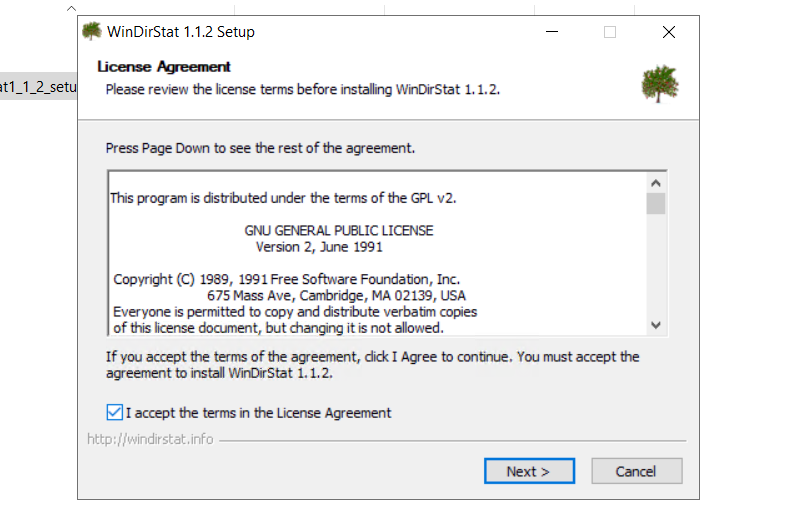 WinDirStat 1.1.2 Setup
License Agreement
Please review the license terms before installing WinDirStat 1.1.2.
at1_1_2_setu
Press Page Down to see the rest of the agreement.
This program is distributed under the terms of the GPL v2.
GNU GENERAL PUBLIC LICENSE
Version 2, June 1991
Copyright (C) 1989, 1991 Free Software Foundation, Inc.
675 Mass Ave, Cambridge, MA 02139, USA
Everyone is permitted to copy and distribute verbatim copies
of this license document, but changing it is not allowed.
If you accept the terms of the agreement, click I Agree to continue. You must accept the
agreement to install WinDirStat 1.1.2.
I accept the terms in the License Agreement
http://windirstat.info
Next >
Cancel